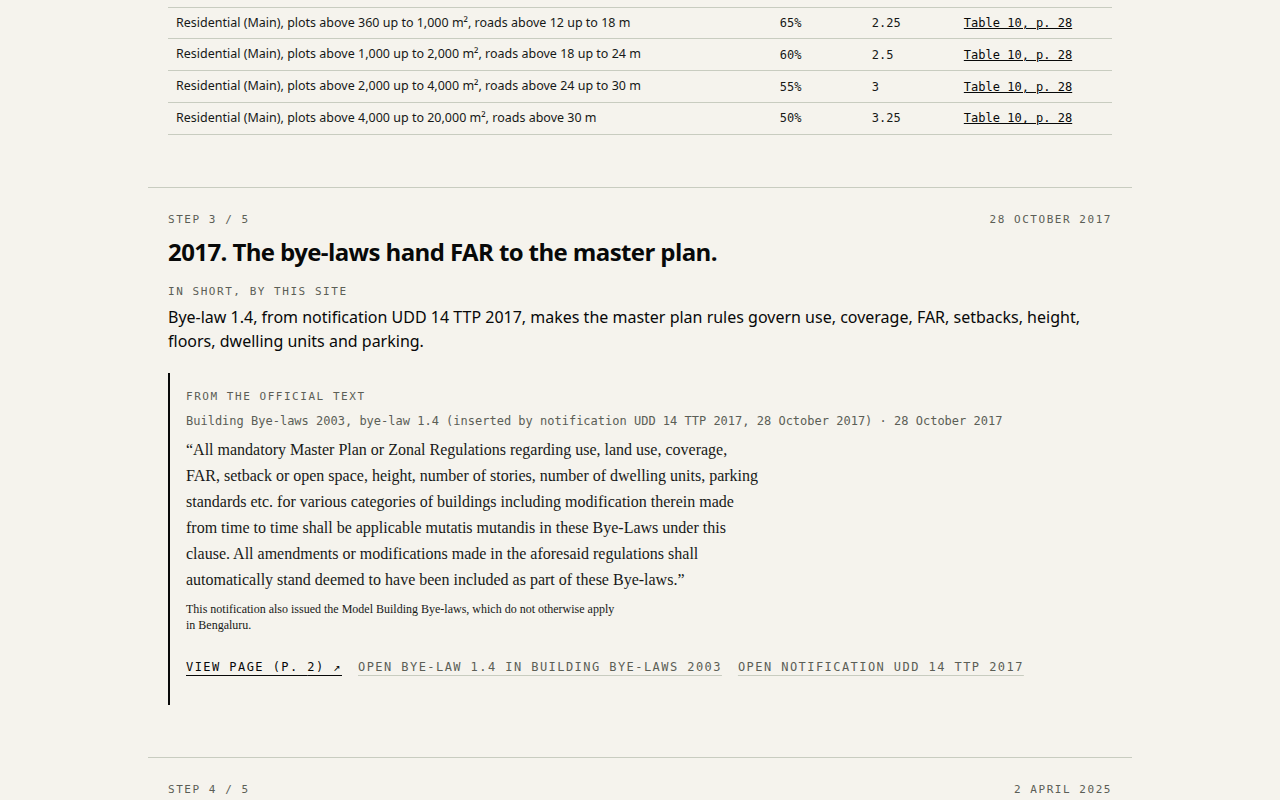 Residential (Main), plots above 360 up to 1,000 m², roads above 12 up to 18 m 65% 2.25 Table 10, p. 28
Residential (Main), plots above 1,000 up to 2,000 m², roads above 18 up to 24 m 60% 2.5 Table 10, p. 28
Residential (Main), plots above 2,000 up to 4,000 m², roads above 24 up to 30 m 55% 3 Table 10, p. 28
Residential (Main), plots above 4,000 up to 20,000 m², roads above 30 m 50% 3.25 Table 10, p. 28
STEP 3 / 5 28 OCTOBER 2017
2017. The bye-laws hand FAR to the master plan.
IN SHORT, BY THIS SITE
Bye-law 1.4, from notification UDD 14 TTP 2017, makes the master plan rules govern use, coverage, FAR, setbacks, height,
floors, dwelling units and parking.
FROM THE OFFICIAL TEXT
Building Bye-laws 2003, bye-law 1.4 (inserted by notification UDD 14 TTP 2017, 28 October 2017) · 28 October 2017
“All mandatory Master Plan or Zonal Regulations regarding use, land use, coverage,
FAR, setback or open space, height, number of stories, number of dwelling units, parking
standards etc. for various categories of buildings including modification therein made
from time to time shall be applicable mutatis mutandis in these Bye-Laws under this
clause. All amendments or modifications made in the aforesaid regulations shall
automatically stand deemed to have been included as part of these Bye-laws.”
This notification also issued the Model Building Bye-laws, which do not otherwise apply
in Bengaluru.
VIEW PAGE (P. 2) ↗ OPEN BYE-LAW 1.4 IN BUILDING BYE-LAWS 2003 OPEN NOTIFICATION UDD 14 TTP 2017
STEP 4 / 5 2 APRIL 2025